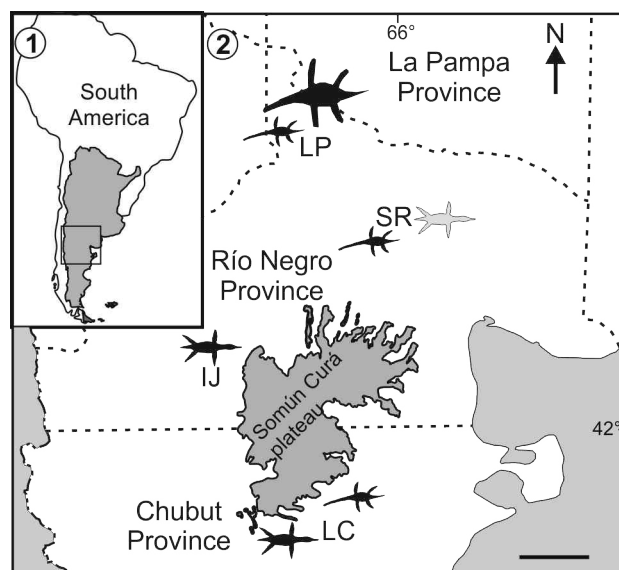 1
South
America
2
66°
N
La Pampa
Province
LP
SR
Río Negro
Province
IJ
Somún Curá
plateau
42°
Chubut
Province
LC